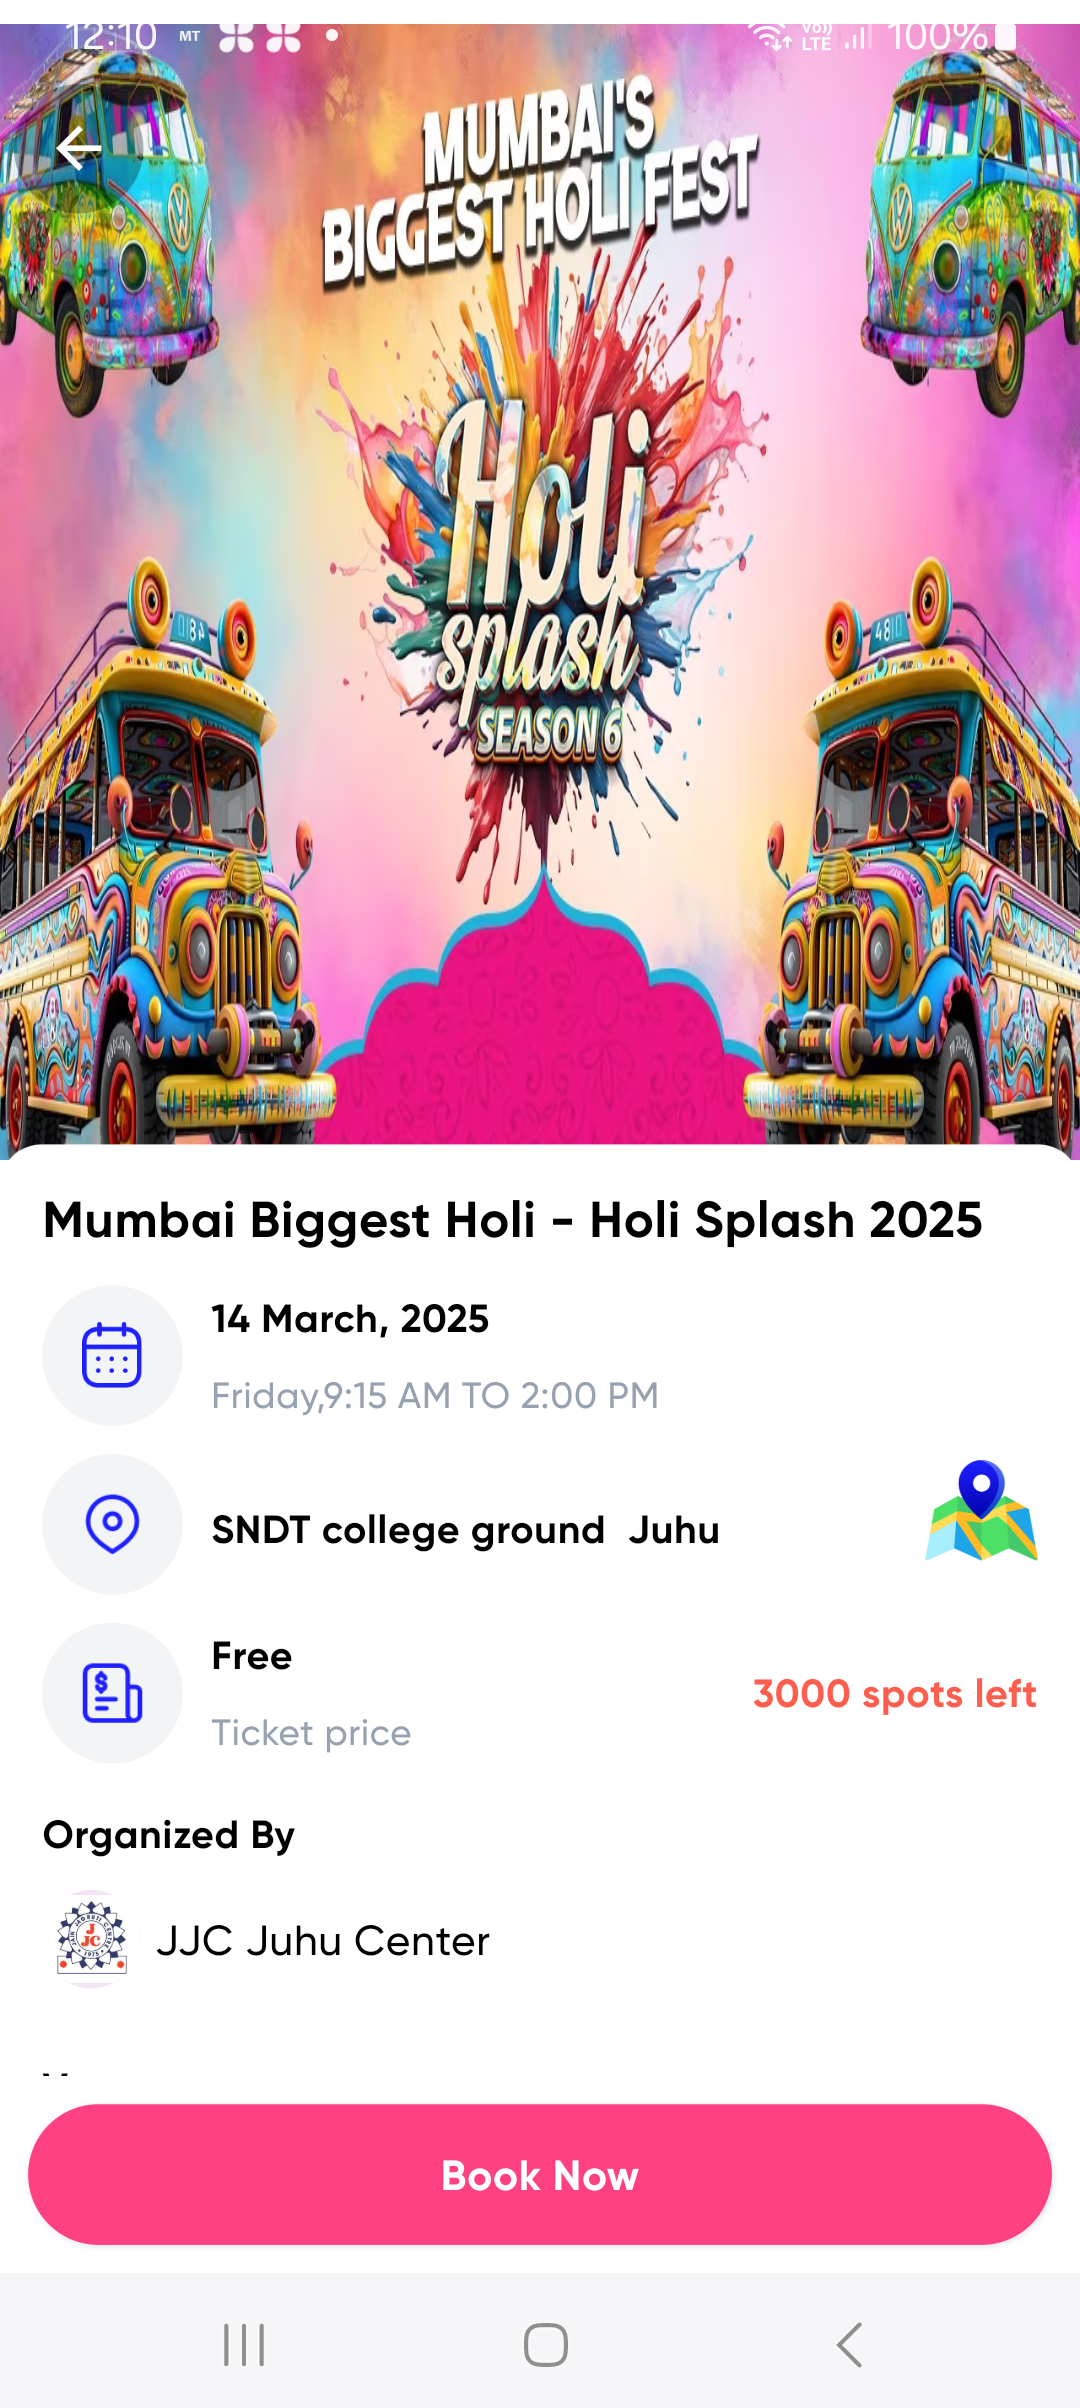 12:10 MT LTE 100%
MUMBAI'S
BIGGEST HOLI FEST
Holi
splash
SEASON 6
Mumbai Biggest Holi - Holi Splash 2025
14 March, 2025
Friday,9:15 AM TO 2:00 PM
SNDT college ground Juhu
Free
3000 spots left
Ticket price
Organized By
JJC
JJC Juhu Center
Book Now